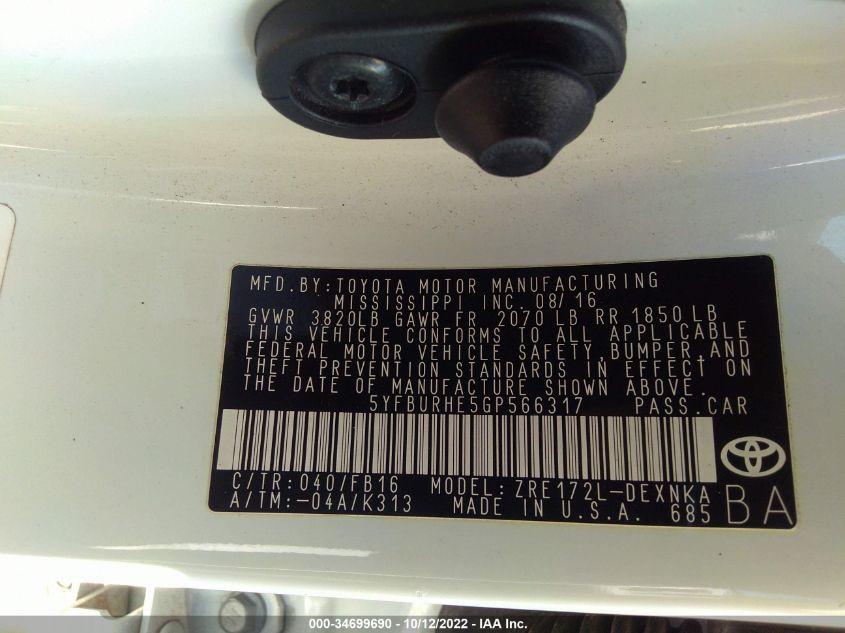 MFD.BY:TOYOTA MOTOR MANUFACTURING
MISSISSIPPI INC. 08/16
GVWR 3820LB GAWR FR 2070 LB RR 1850 LB
THIS VEHICLE CONFORMS TO ALL APPLICABLE
FEDERAL MOTOR VEHICLE SAFETY,BUMPER,AND
THEFT PREVENTION STANDARDS IN EFFECT ON
THE DATE OF MANUFACTURE SHOWN ABOVE.
5YFBURHE5GP566317 PASS.CAR
C/TR:040/FB16 MODEL:ZRE172L-DEXNKA
A/TM:-04A/K313 MADE IN U.S.A. 685 BA
000-34699690 - 10/12/2022 - IAA Inc.